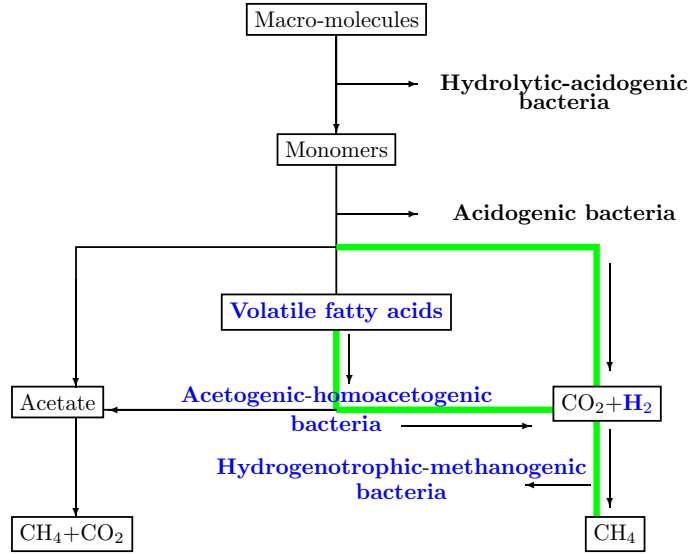 Macro-molecules
Hydrolytic-acidogenic
bacteria
Monomers
Acidogenic bacteria
Volatile fatty acids
Acetogenic-homoacetogenic
bacteria
Acetate
CO₂+H₂
Hydrogenotrophic-methanogenic
bacteria
CH₄+CO₂
CH₄